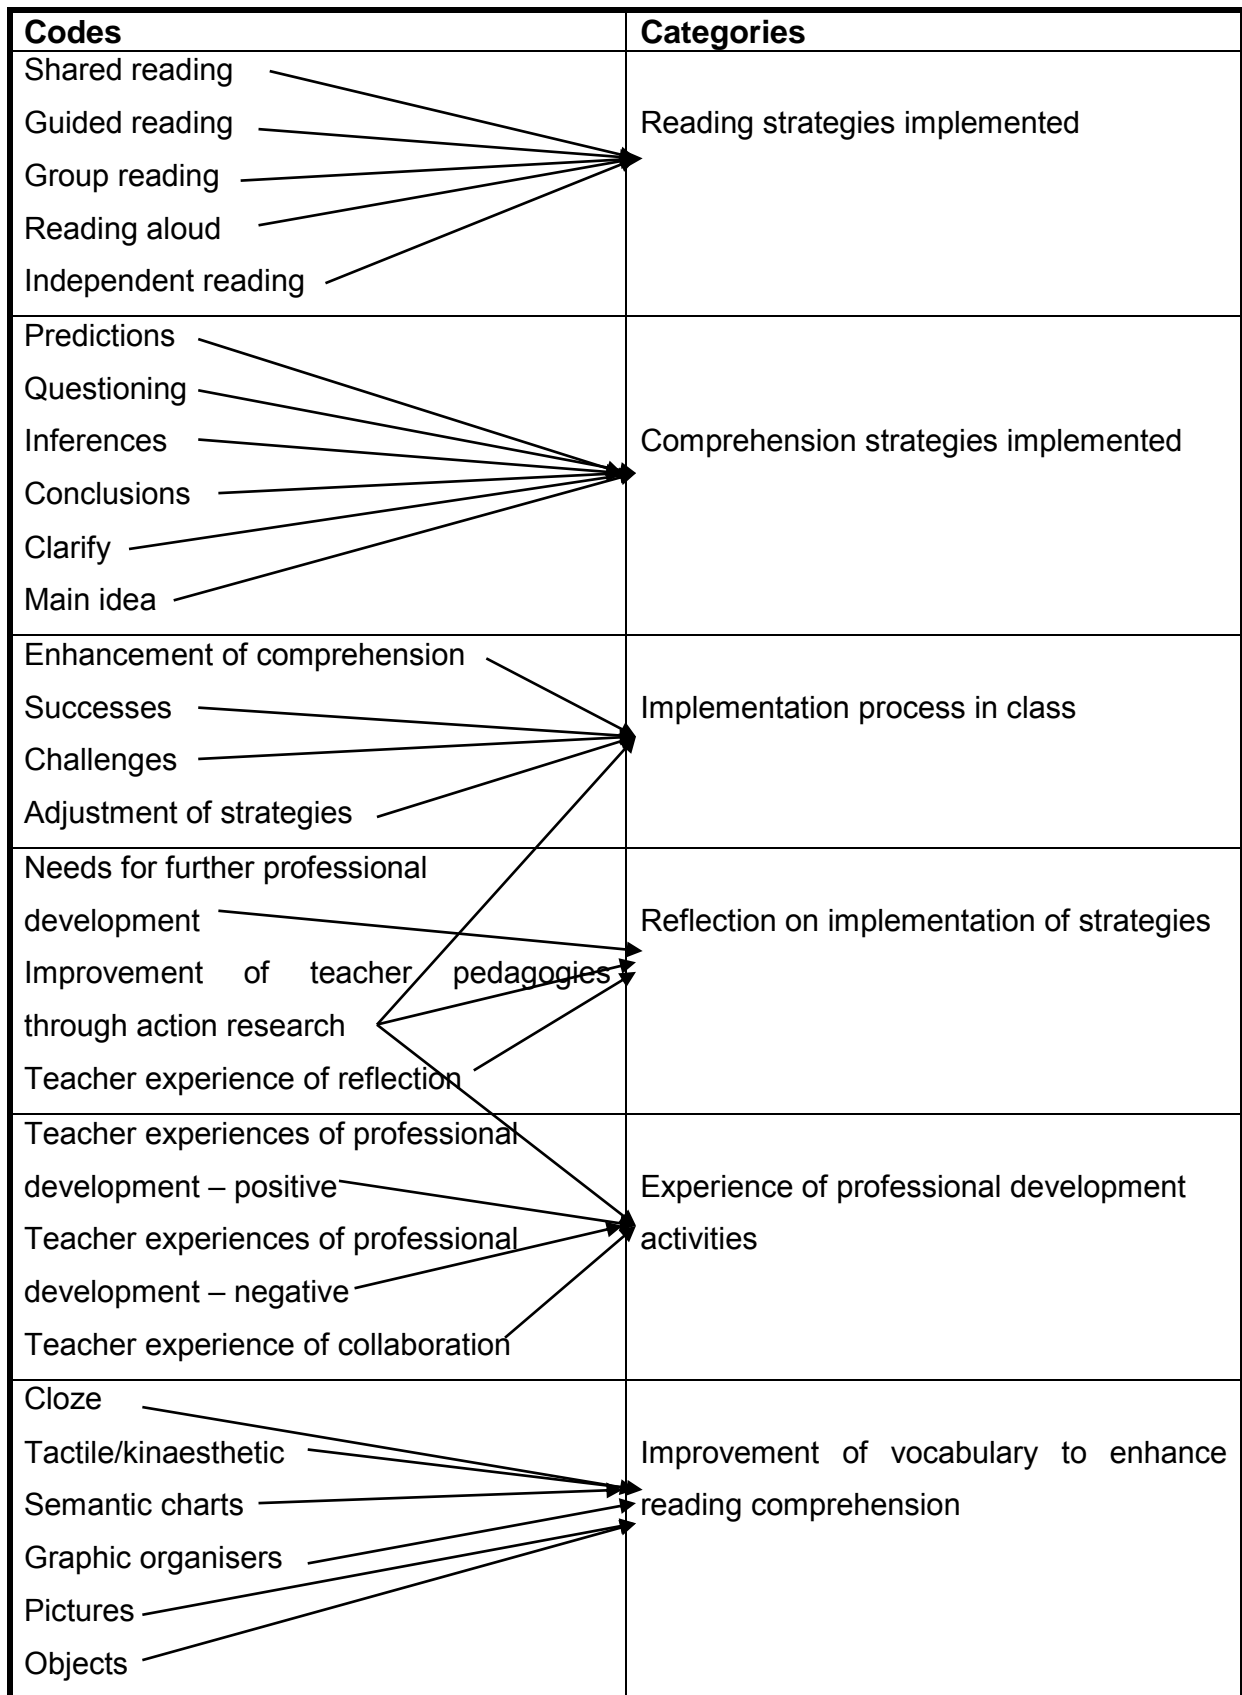 Codes
Categories
Shared reading
Guided reading
Reading strategies implemented
Group reading
Reading aloud
Independent reading
Predictions
Questioning
Inferences
Comprehension strategies implemented
Conclusions
Clarify
Main idea
Enhancement of comprehension
Successes
Implementation process in class
Challenges
Adjustment of strategies
Needs for further professional
development
Reflection on implementation of strategies
Improvement of teacher pedagogies
through action research
Teacher experience of reflection
Teacher experiences of professional
development – positive
Teacher experiences of professional
development – negative
Teacher experience of collaboration
Experience of professional development
activities
Cloze
Tactile/kinaesthetic
Semantic charts
Graphic organisers
Pictures
Objects
Improvement of vocabulary to enhance
reading comprehension